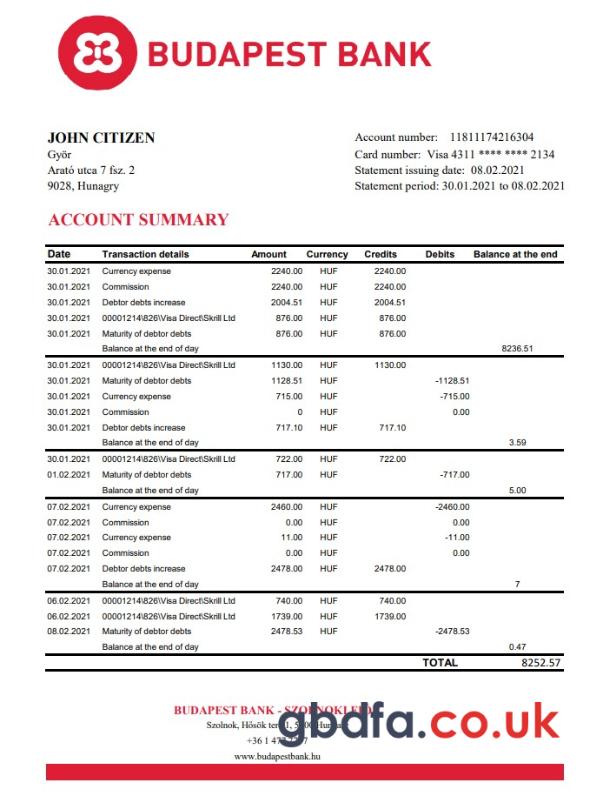 BUDAPEST BANK
JOHN CITIZEN
Győr
Arató utca 7 fsz. 2
9028, Hunagry
Account number: 11811174216304
Card number: Visa 4311 **** **** 2134
Statement issuing date: 08.02.2021
Statement period: 30.01.2021 to 08.02.2021
ACCOUNT SUMMARY
Date Transaction details Amount Currency Credits Debits Balance at the end
30.01.2021 Currency expense 2240.00 HUF 2240.00
30.01.2021 Commission 2240.00 HUF 2240.00
30.01.2021 Debtor debts increase 2004.51 HUF 2004.51
30.01.2021 00001214\826\Visa Direct\Skrill Ltd 876.00 HUF 876.00
30.01.2021 Maturity of debtor debts 876.00 HUF 876.00
Balance at the end of day 8236.51
30.01.2021 00001214\826\Visa Direct\Skrill Ltd 1130.00 HUF 1130.00
30.01.2021 Maturity of debtor debts 1128.51 HUF -1128.51
30.01.2021 Currency expense 715.00 HUF -715.00
30.01.2021 Commission 0 HUF 0.00
30.01.2021 Debtor debts increase 717.10 HUF 717.10
Balance at the end of day 3.59
30.01.2021 00001214\826\Visa Direct\Skrill Ltd 722.00 HUF 722.00
01.02.2021 Maturity of debtor debts 717.00 HUF -717.00
Balance at the end of day 5.00
07.02.2021 Currency expense 2460.00 HUF -2460.00
07.02.2021 Commission 0.00 HUF 0.00
07.02.2021 Currency expense 11.00 HUF -11.00
07.02.2021 Commission 0.00 HUF 0.00
07.02.2021 Debtor debts increase 2478.00 HUF 2478.00
Balance at the end of day 7
06.02.2021 00001214\826\Visa Direct\Skrill Ltd 740.00 HUF 740.00
06.02.2021 00001214\826\Visa Direct\Skrill Ltd 1739.00 HUF 1739.00
08.02.2021 Maturity of debtor debts 2478.53 HUF -2478.53
Balance at the end of day 0.47
TOTAL 8252.57
BUDAPEST BANK -
Szolnok, Hősök
+36 1
www.budapestbank.hu
gbdfa.co.uk